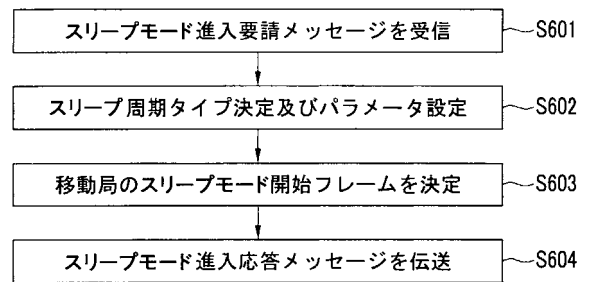 スリープモード進入要請メッセージを受信 S601
スリープ周期タイプ決定及びパラメータ設定 S602
移動局のスリープモード開始フレームを決定 S603
スリープモード進入応答メッセージを伝送 S604